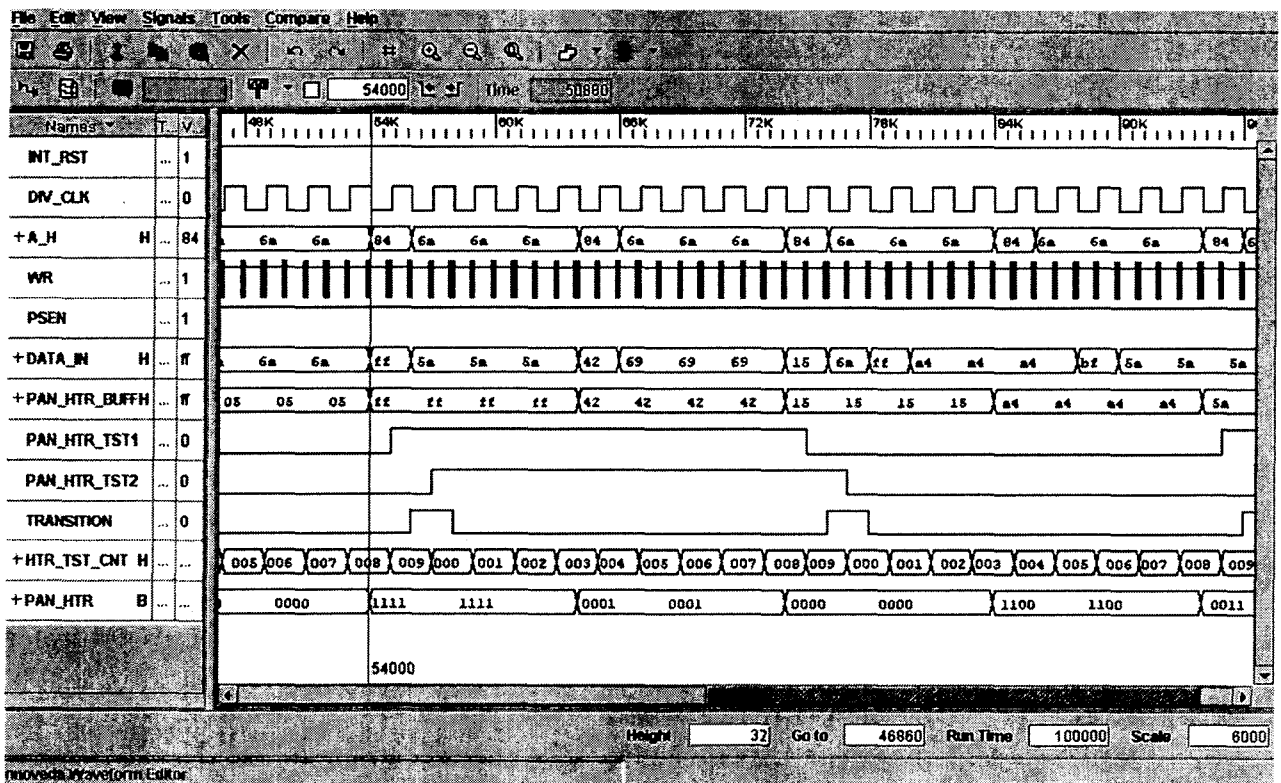 File Edit View Signals Tools Compare Help
54000 Time 50880
Names T... V...
48K 54K 60K 66K 72K 78K 84K 90K 9
INT_RST ... 1
DIV_CLK ... 0
+A_H H ... 84 6a 6a 84 6a 6a 6a 84 6a 6a 6a 84 6a 6a 6a 84 6a 6a 6a 84 6
WR ... 1
PSEN ... 1
+DATA_IN H ... ff 6a 6a ff 5a 5a 5a 42 69 69 69 15 6a ff a4 a4 a4 bf 5a 5a 5a
+PAN_HTR_BUFFH ... ff 05 05 05 ff ff ff ff 42 42 42 42 15 15 15 15 a4 a4 a4 a4 5a
PAN_HTR_TST1 ... 0
PAN_HTR_TST2 ... 0
TRANSITION ... 0
+HTR_TST_CNT H ... ... 005 006 007 008 009 000 001 002 003 004 005 006 007 008 009 000 001 002 003 004 005 006 007 008 009
+PAN_HTR B ... ... 0000 1111 1111 0001 0001 0000 0000 1100 1100 0011
54000
Height 32 Go to 46860 Run Time 100000 Scale 6000
nnoveda Waveform Editor